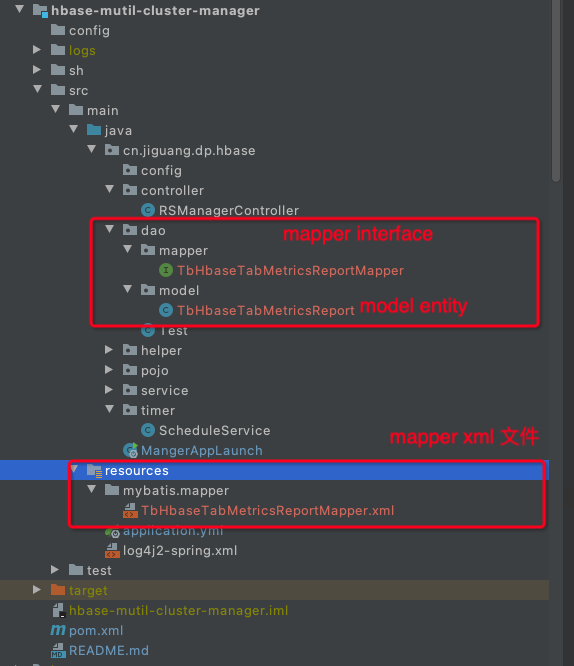 hbase-mutil-cluster-manager
config
logs
sh
src
main
java
cn.jiguang.dp.hbase
config
controller
RSManagerController
dao mapper interface
mapper
TbHbaseTabMetricsReportMapper
model
TbHbaseTabMetricsReport model entity
Test
helper
pojo
service
timer
ScheduleService
mapper xml 文件
MangerAppLaunch
resources
mybatis.mapper
TbHbaseTabMetricsReportMapper.xml
application.yml
log4j2-spring.xml
test
target
hbase-mutil-cluster-manager.iml
pom.xml
README.md